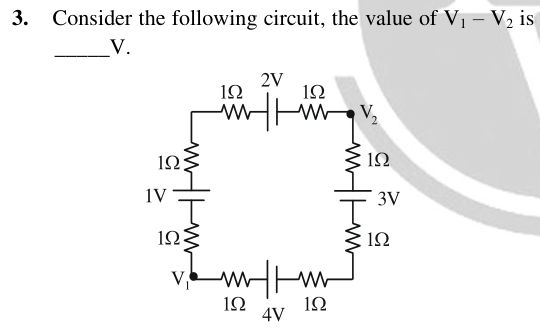 3. Consider the following circuit, the value of V₁ – V₂ is
_____V.
2V
1Ω 1Ω
V₂
1Ω 1Ω
1V 3V
1Ω 1Ω
V₁
1Ω 1Ω
4V